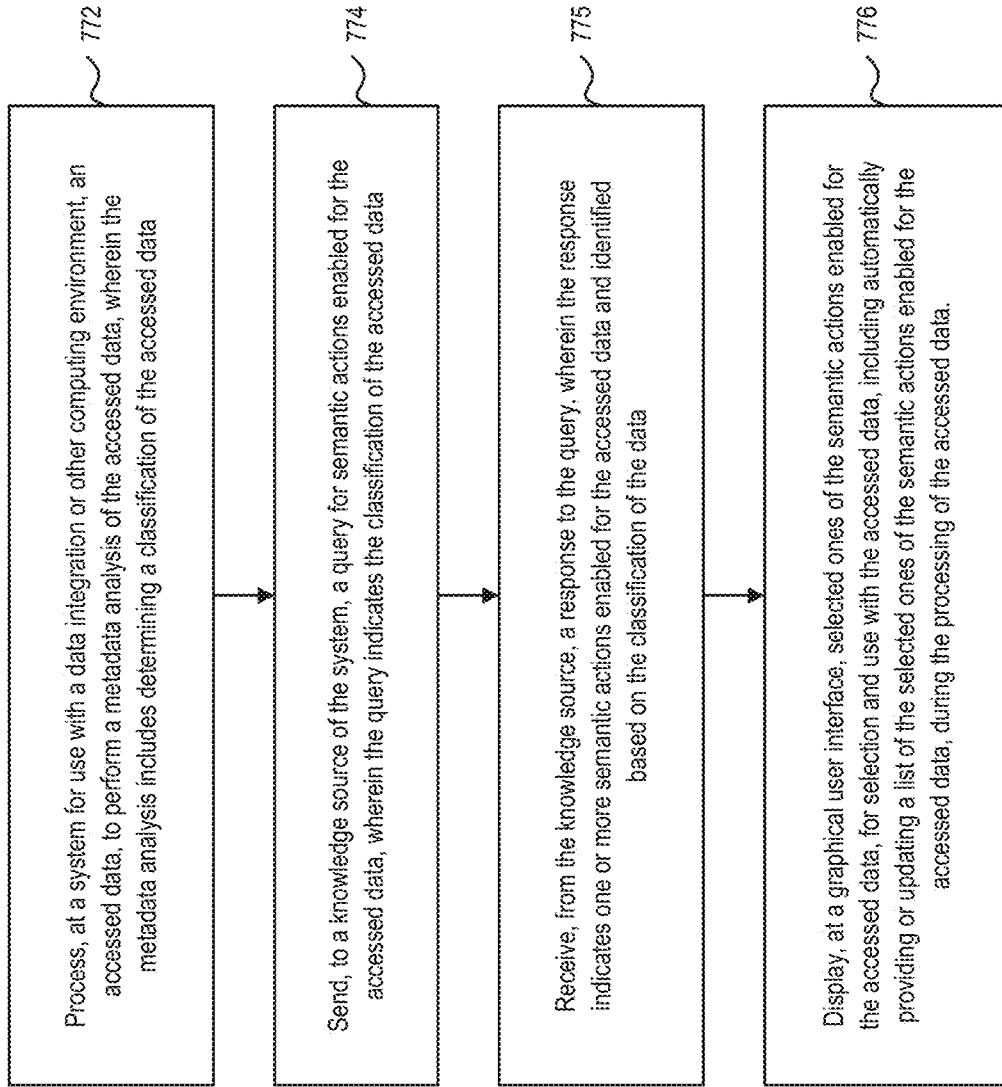 Process, at a system for use with a data integration or other computing environment, an
accessed data, to perform a metadata analysis of the accessed data, wherein the
metadata analysis includes determining a classification of the accessed data
772
Send, to a knowledge source of the system, a query for semantic actions enabled for the
accessed data, wherein the query indicates the classification of the accessed data
774
Receive, from the knowledge source, a response to the query, wherein the response
indicates one or more semantic actions enabled for the accessed data and identified
based on the classification of the data
775
Display, at a graphical user interface, selected ones of the semantic actions enabled for
the accessed data, for selection and use with the accessed data, including automatically
providing or updating a list of the selected ones of the semantic actions enabled for the
accessed data, during the processing of the accessed data.
776